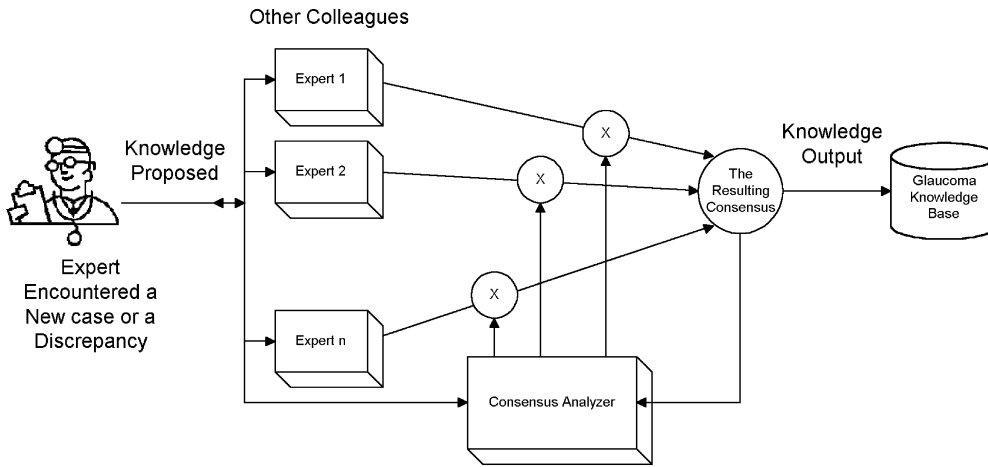 Other Colleagues
Expert 1
Knowledge
Proposed
Expert 2
Expert
Encountered a
New case or a
Discrepancy
Expert n
X
X
X
Consensus Analyzer
The
Resulting
Consensus
Knowledge
Output
Glaucoma
Knowledge
Base